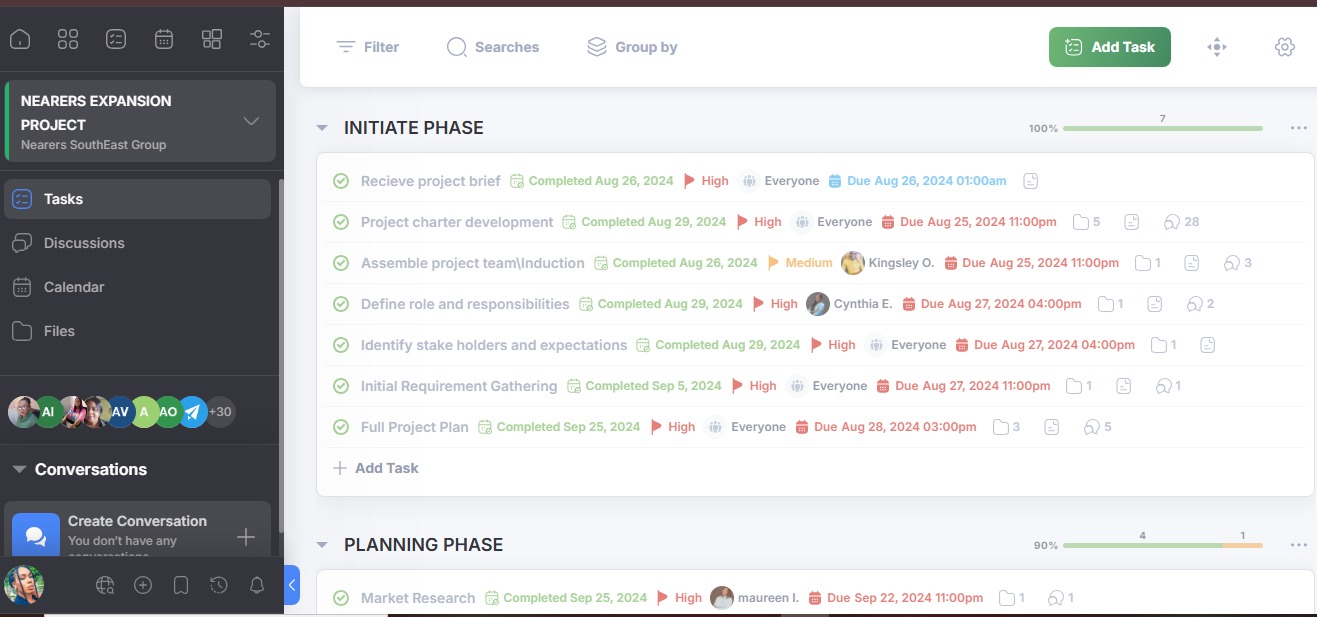 NEARERS EXPANSION
PROJECT
Nearers SouthEast Group
Tasks
Discussions
Calendar
Files
AI AV A AO +30
Conversations
Create Conversation
You don't have any
conversations
Filter Searches Group by Add Task
INITIATE PHASE 100% 7
Recieve project brief Completed Aug 26, 2024 High Everyone Due Aug 26, 2024 01:00am
Project charter development Completed Aug 29, 2024 High Everyone Due Aug 25, 2024 11:00pm 5 28
Assemble project team\Induction Completed Aug 26, 2024 Medium Kingsley O. Due Aug 25, 2024 11:00pm 1 3
Define role and responsibilities Completed Aug 29, 2024 High Cynthia E. Due Aug 27, 2024 04:00pm 1 2
Identify stake holders and expectations Completed Aug 29, 2024 High Everyone Due Aug 27, 2024 04:00pm 1
Initial Requirement Gathering Completed Sep 5, 2024 High Everyone Due Aug 27, 2024 11:00pm 1 1
Full Project Plan Completed Sep 25, 2024 High Everyone Due Aug 28, 2024 03:00pm 3 5
Add Task
PLANNING PHASE 90% 4 1
Market Research Completed Sep 25, 2024 High maureen I. Due Sep 22, 2024 11:00pm 1 1